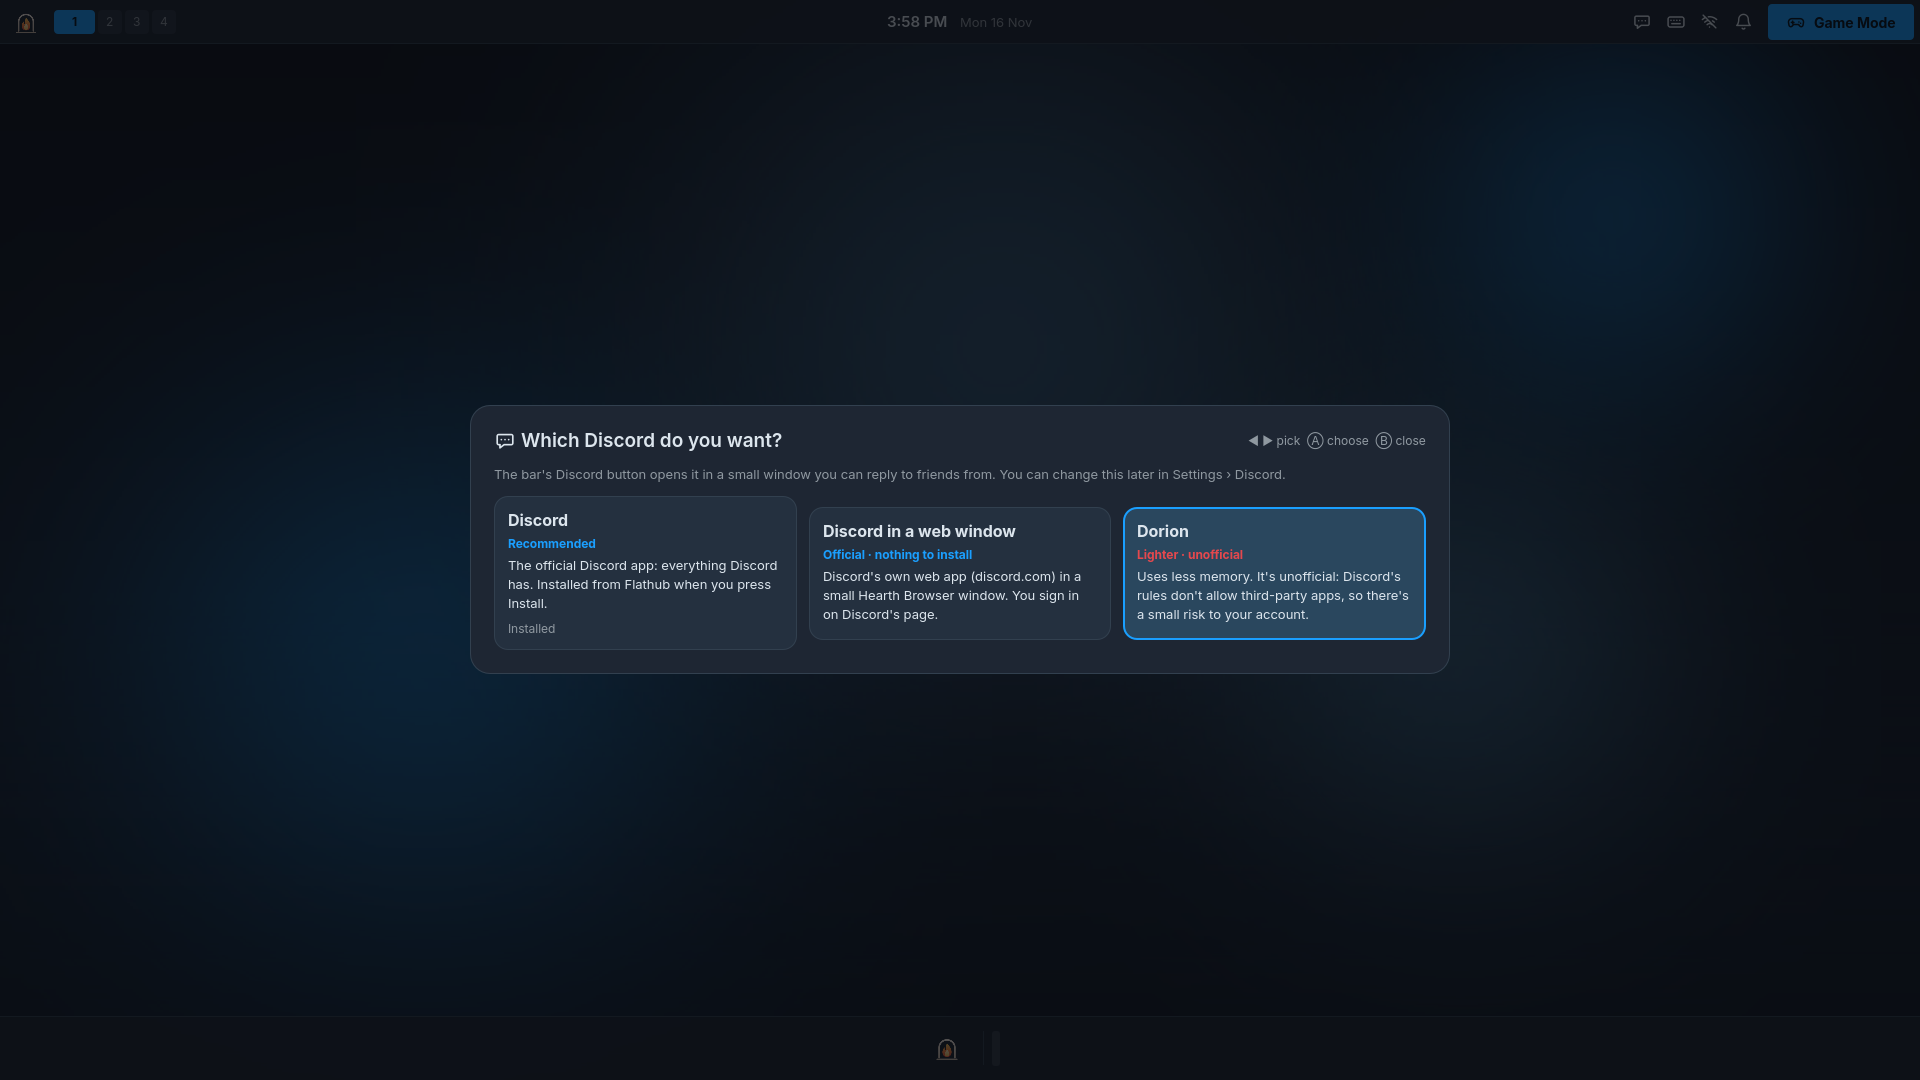 1 2 3 4
3:58 PM Mon 16 Nov
Game Mode
Which Discord do you want?
◀ ▶ pick Ⓐ choose Ⓑ close
The bar's Discord button opens it in a small window you can reply to friends from. You can change this later in Settings › Discord.
Discord
Recommended
The official Discord app: everything Discord
has. Installed from Flathub when you press
Install.
Installed
Discord in a web window
Official · nothing to install
Discord's own web app (discord.com) in a
small Hearth Browser window. You sign in
on Discord's page.
Dorion
Lighter · unofficial
Uses less memory. It's unofficial: Discord's
rules don't allow third-party apps, so there's
a small risk to your account.